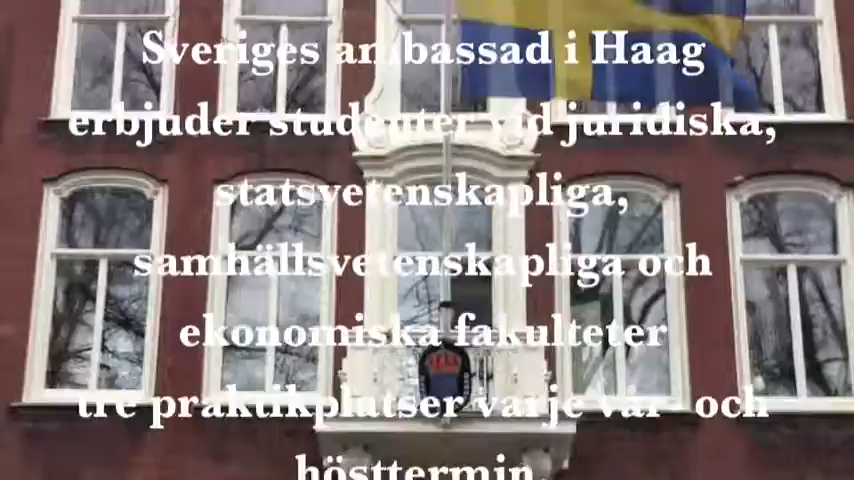 Sveriges ambassad i Haag
erbjuder studenter vid juridiska,
statsvetenskapliga,
samhällsvetenskapliga och
ekonomiska fakulteter
tre praktikplatser varje vår- och
hösttermin.